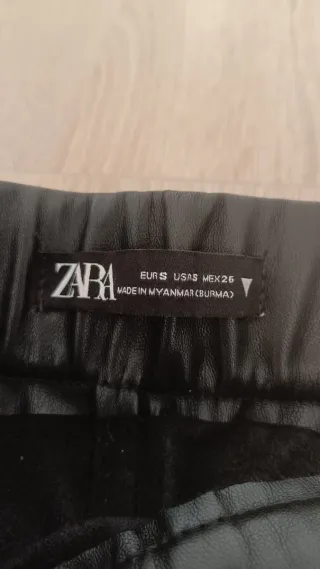 ZARA
EUR S USA S MEX 26
MADE IN MYANMAR (BURMA)